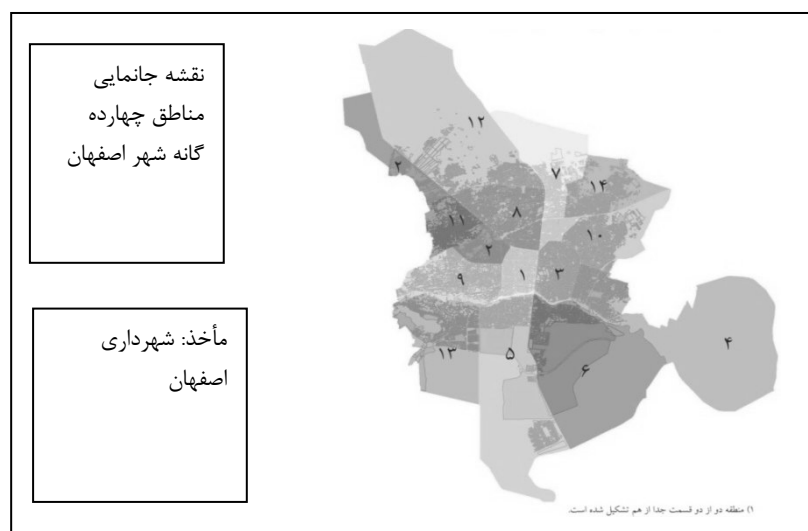 نقشه جانمایی
مناطق چهارده
گانه شهر اصفهان
مأخذ: شهرداری
اصفهان
۱۲
۲
۷
۱۴
۸
۱۱
۱۰
۲
۹
۱
۳
۴
۱۳
۵
۶
۱) منطقه دو از دو قسمت جدا از هم تشکیل شده است.